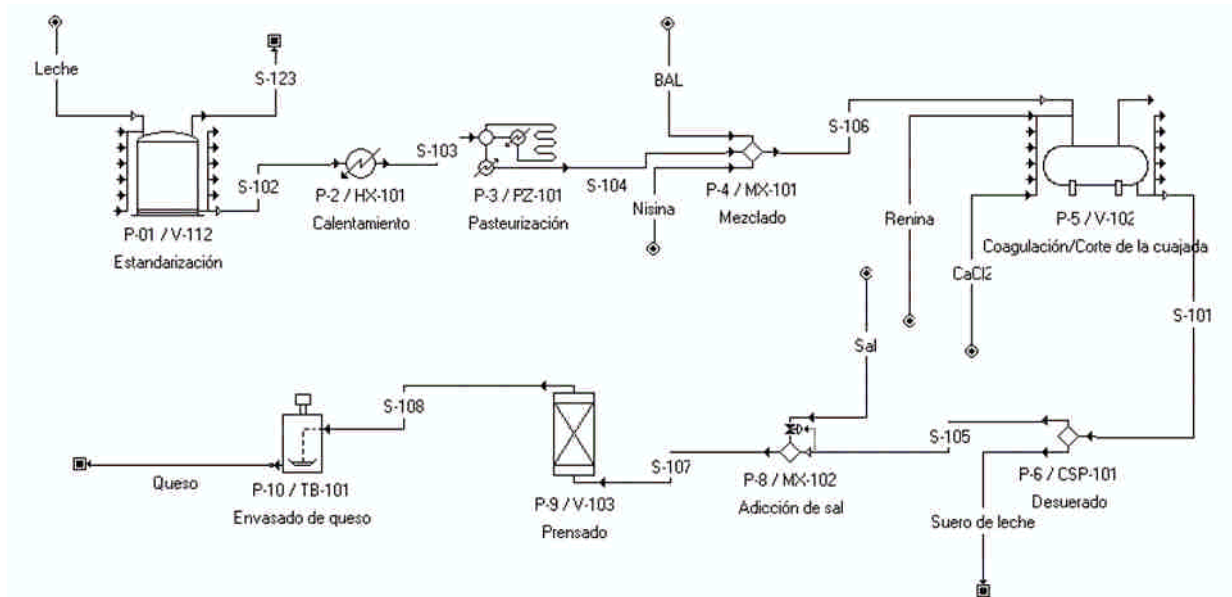 Leche
S-123
BAL
S-106
S-103
S-102
S-104
P-2 / HX-101
Calentamiento
P-3 / PZ-101
Pasteurización
P-4 / MX-101
Mezclado
Nisina
Renina
P-5 / V-102
Coagulación/Corte de la cuajada
P-01 / V-112
Estandarización
CaCl2
S-101
Sal
S-108
S-105
S-107
P-6 / CSP-101
Desuerado
P-8 / MX-102
Adicción de sal
Queso
P-10 / TB-101
Envasado de queso
P-9 / V-103
Prensado
Suero de leche